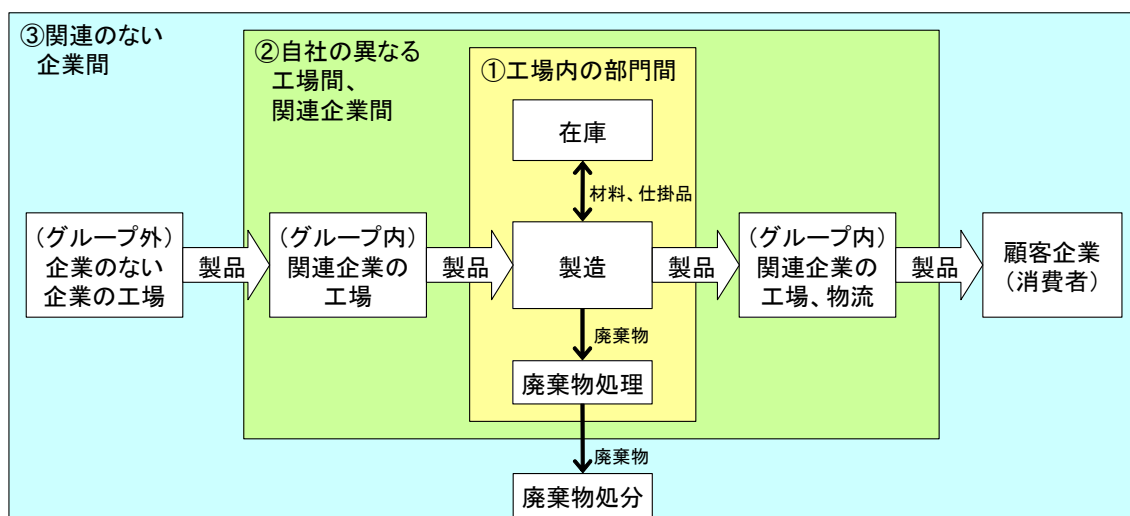 ③関連のない
企業間
②自社の異なる
工場間、
関連企業間
①工場内の部門間
在庫
材料、仕掛品
（グループ外）
企業のない
企業の工場
製品
（グループ内）
関連企業の
工場
製品
製造
製品
（グループ内）
関連企業の
工場、物流
製品
顧客企業
（消費者）
廃棄物
廃棄物処理
廃棄物
廃棄物処分